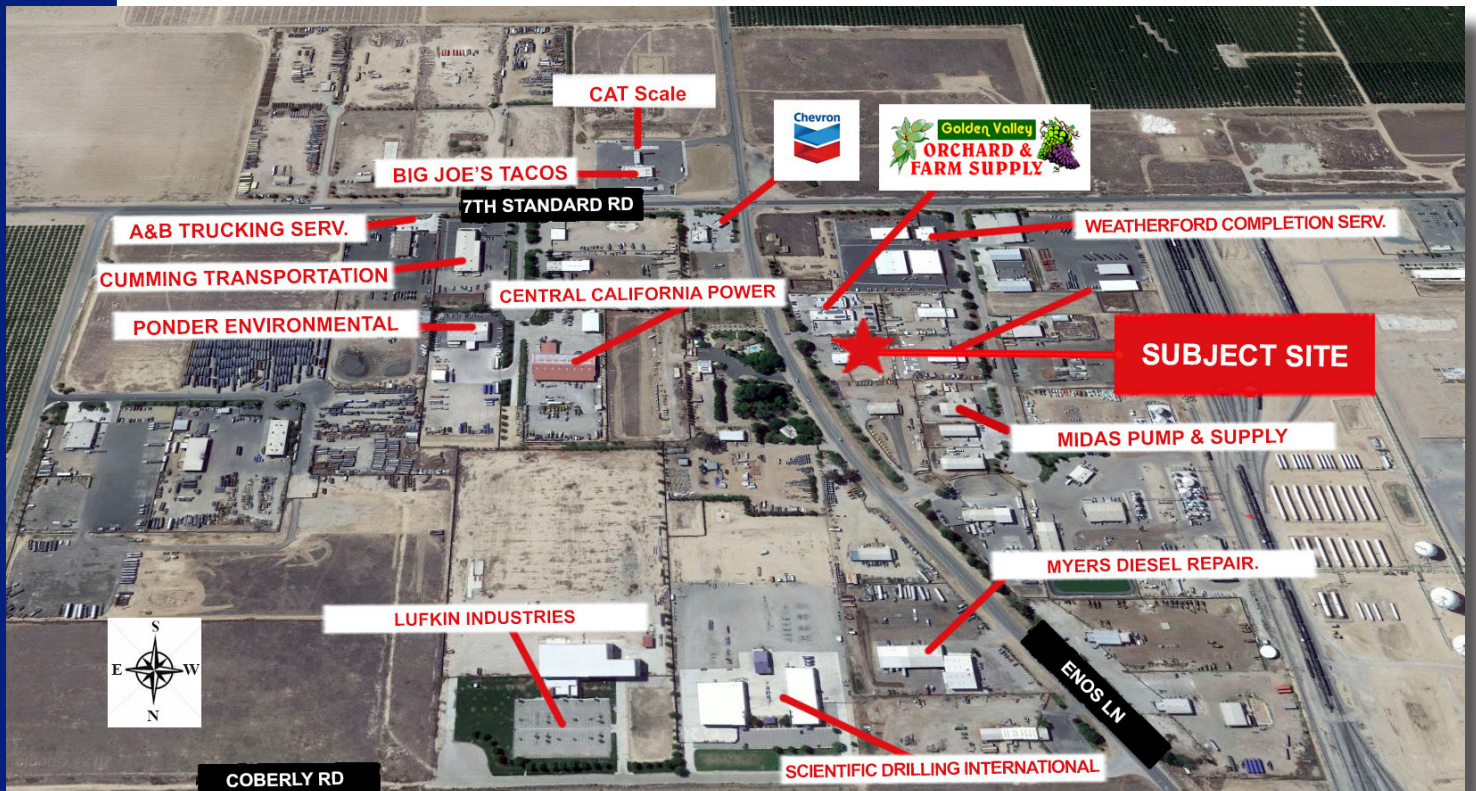 CAT Scale
Chevron
Golden Valley
ORCHARD &
FARM SUPPLY
BIG JOE'S TACOS
7TH STANDARD RD
A&B TRUCKING SERV.
WEATHERFORD COMPLETION SERV.
CUMMING TRANSPORTATION
CENTRAL CALIFORNIA POWER
PONDER ENVIRONMENTAL
SUBJECT SITE
MIDAS PUMP & SUPPLY
MYERS DIESEL REPAIR.
LUFKIN INDUSTRIES
S
E W
N
ENOS LN
SCIENTIFIC DRILLING INTERNATIONAL
COBERLY RD